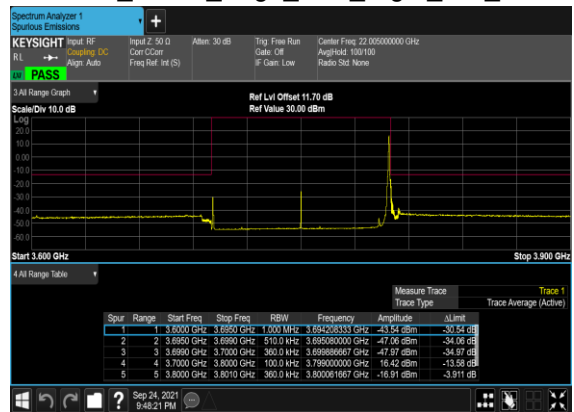 Spectrum Analyzer 1
Spurious Emissions
KEYSIGHT Input: RF Input Z: 50 Ω Atten: 30 dB Trig: Free Run Center Freq: 22.005000000 GHz
RL Coupling: DC Corr CCorr Gate: Off Avg|Hold: 100/100
Align: Auto Freq Ref: Int (S) IF Gain: Low Radio Std: None
PASS
3 All Range Graph
Ref Lvl Offset 11.70 dB
Scale/Div 10.0 dB Ref Value 30.00 dBm
Log
20.0
10.0
0.00
-10.0
-20.0
-30.0
-40.0
-50.0
-60.0
Start 3.600 GHz Stop 3.900 GHz
4 All Range Table
Measure Trace Trace 1
Trace Type Trace Average (Active)
Spur Range Start Freq Stop Freq RBW Frequency Amplitude ΔLimit
1 1 3.6000 GHz 3.6950 GHz 1.000 MHz 3.694208333 GHz -43.54 dBm -30.54 dB
2 2 3.6950 GHz 3.6990 GHz 510.0 kHz 3.695080000 GHz -47.06 dBm -34.06 dB
3 3 3.6990 GHz 3.7000 GHz 360.0 kHz 3.699686667 GHz -47.97 dBm -34.97 dB
4 4 3.7000 GHz 3.8000 GHz 100.0 kHz 3.799000000 GHz 16.42 dBm -13.58 dB
5 5 3.8000 GHz 3.8010 GHz 360.0 kHz 3.800061667 GHz -16.91 dBm -3.911 dB
Sep 24, 2021
9:48:21 PM